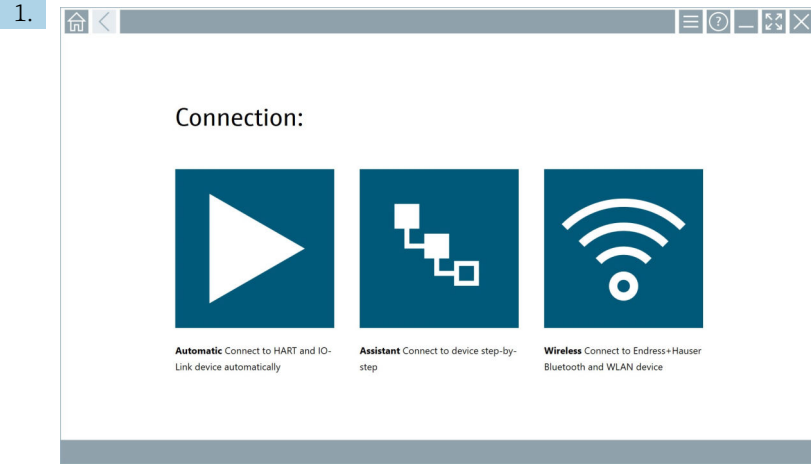 1.
Connection:
Automatic Connect to HART and IO-
Link device automatically
Assistant Connect to device step-by-
step
Wireless Connect to Endress+Hauser
Bluetooth and WLAN device